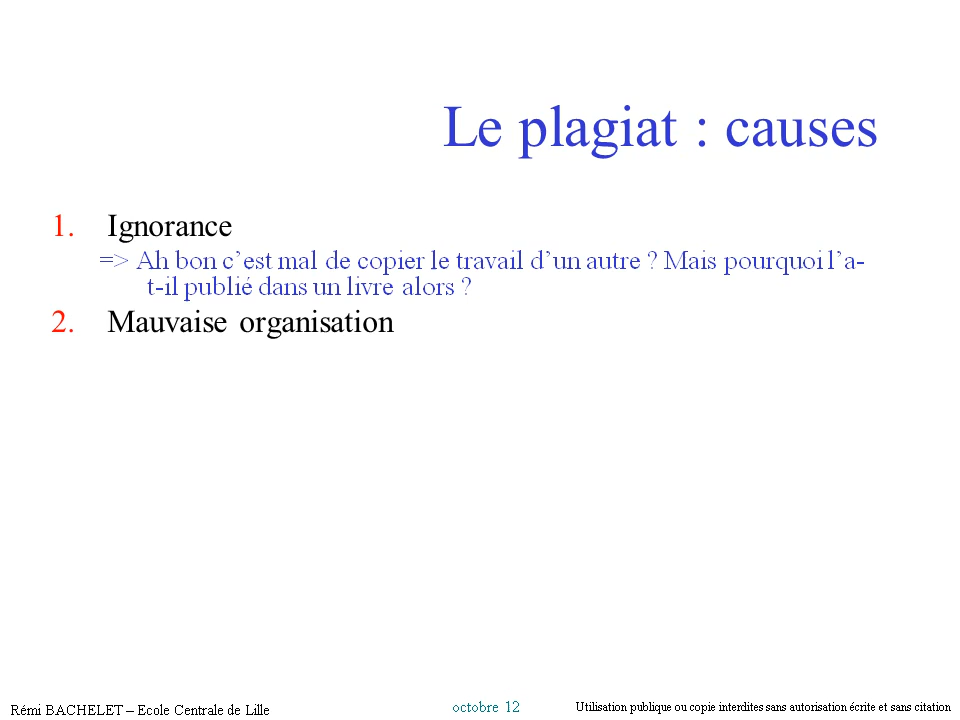 Le plagiat : causes
1. Ignorance
=> Ah bon c’est mal de copier le travail d’un autre ? Mais pourquoi l’a-
t-il publié dans un livre alors ?
2. Mauvaise organisation
Rémi BACHELET – Ecole Centrale de Lille
octobre 12
Utilisation publique ou copie interdites sans autorisation écrite et sans citation